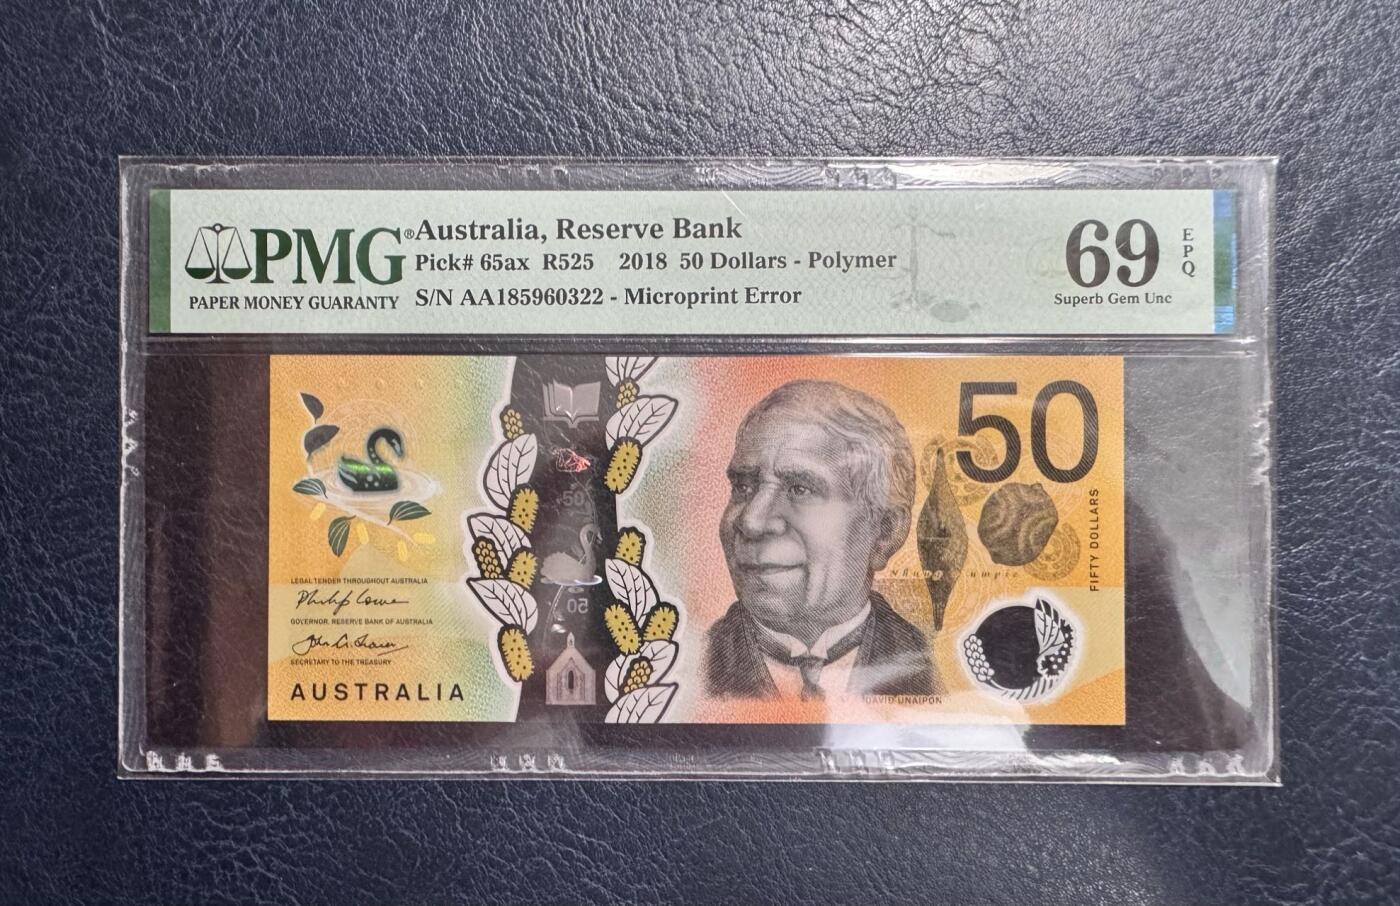 PMG®
PAPER MONEY GUARANTY
Australia, Reserve Bank
Pick# 65ax R525 2018 50 Dollars - Polymer
S/N AA185960322 - Microprint Error
69
EPQ
Superb Gem Unc
50
FIFTY DOLLARS
50
50
LEGAL TENDER THROUGHOUT AUSTRALIA
GOVERNOR, RESERVE BANK OF AUSTRALIA
SECRETARY TO THE TREASURY
AUSTRALIA
DAVID UNAIPON